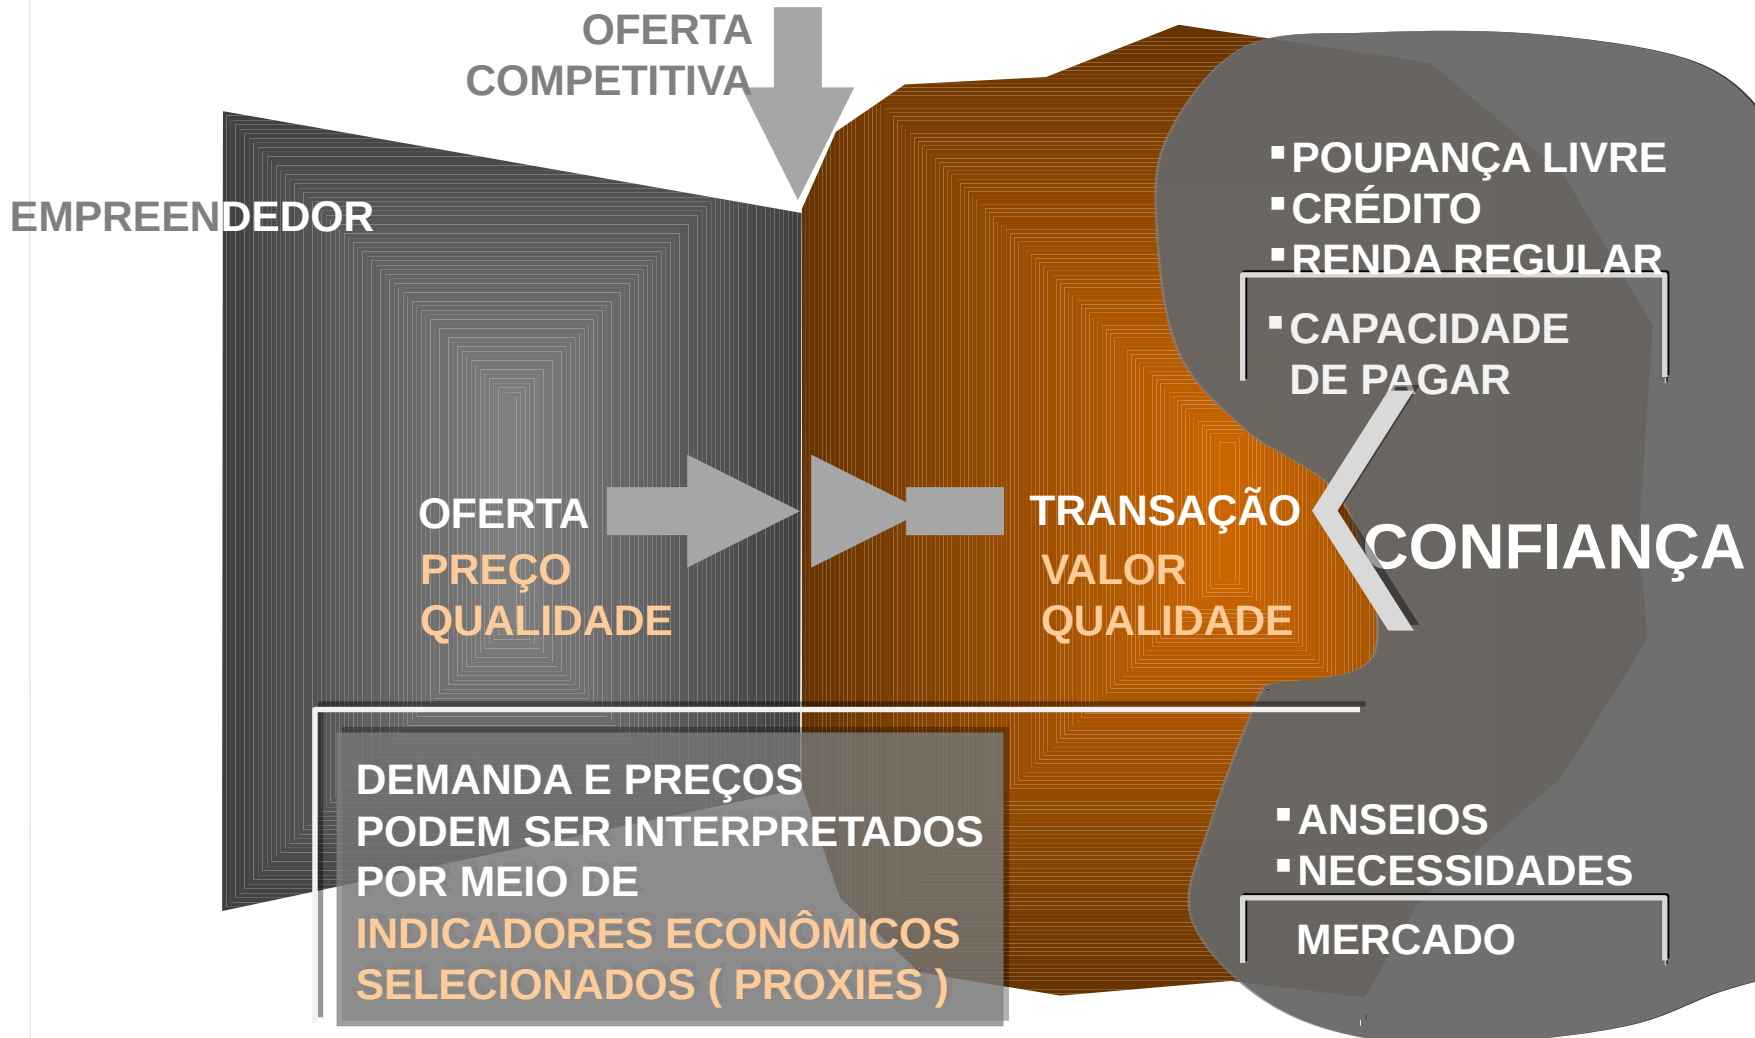 OFERTA
COMPETITIVA
EMPREENDEDOR
▪POUPANÇA LIVRE
▪CRÉDITO
▪RENDA REGULAR
▪CAPACIDADE
DE PAGAR
OFERTA
PREÇO
QUALIDADE
TRANSAÇÃO
VALOR
QUALIDADE
CONFIANÇA
DEMANDA E PREÇOS
PODEM SER INTERPRETADOS
POR MEIO DE
INDICADORES ECONÔMICOS
SELECIONADOS ( PROXIES )
▪ANSEIOS
▪NECESSIDADES
MERCADO